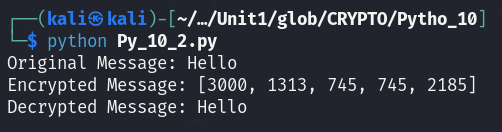 ┌──(kali㉿kali)-[~/…/Unit1/glob/CRYPTO/Pytho_10]
└─$ python Py_10_2.py
Original Message: Hello
Encrypted Message: [3000, 1313, 745, 745, 2185]
Decrypted Message: Hello